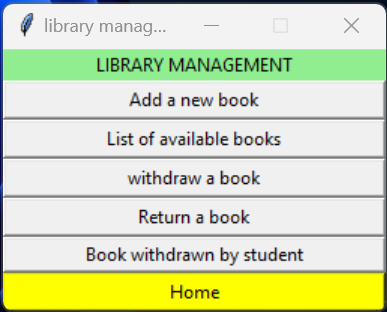 library manag...
LIBRARY MANAGEMENT
Add a new book
List of available books
withdraw a book
Return a book
Book withdrawn by student
Home